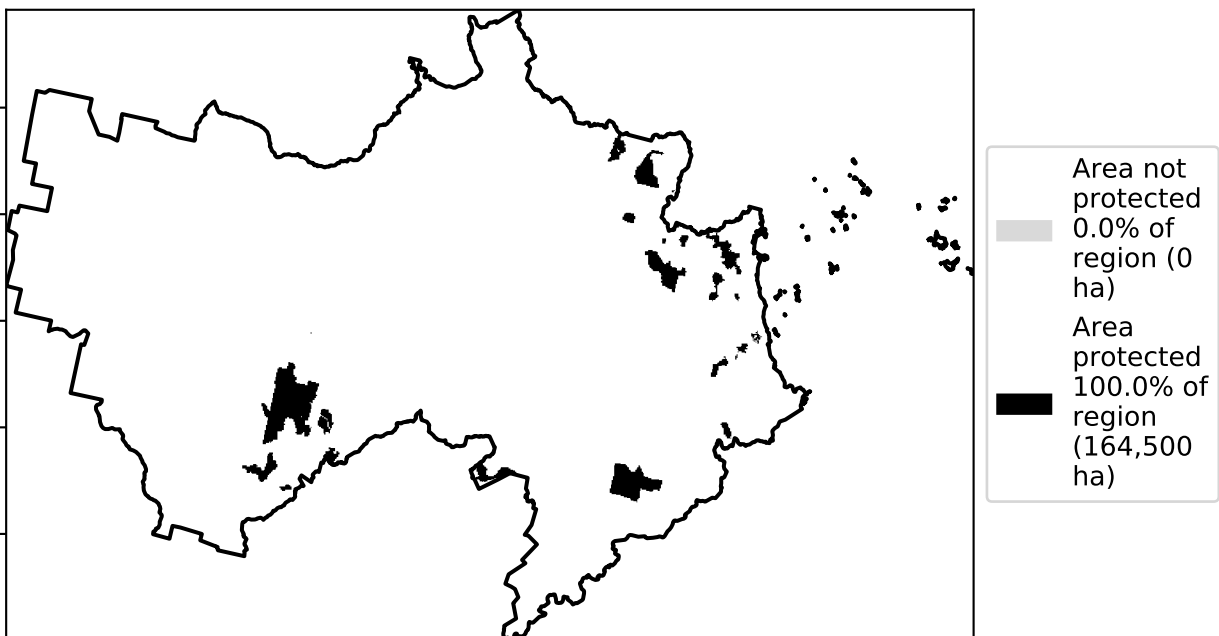 Area not
protected
0.0% of
region (0
ha)
Area
protected
100.0% of
region
(164,500
ha)